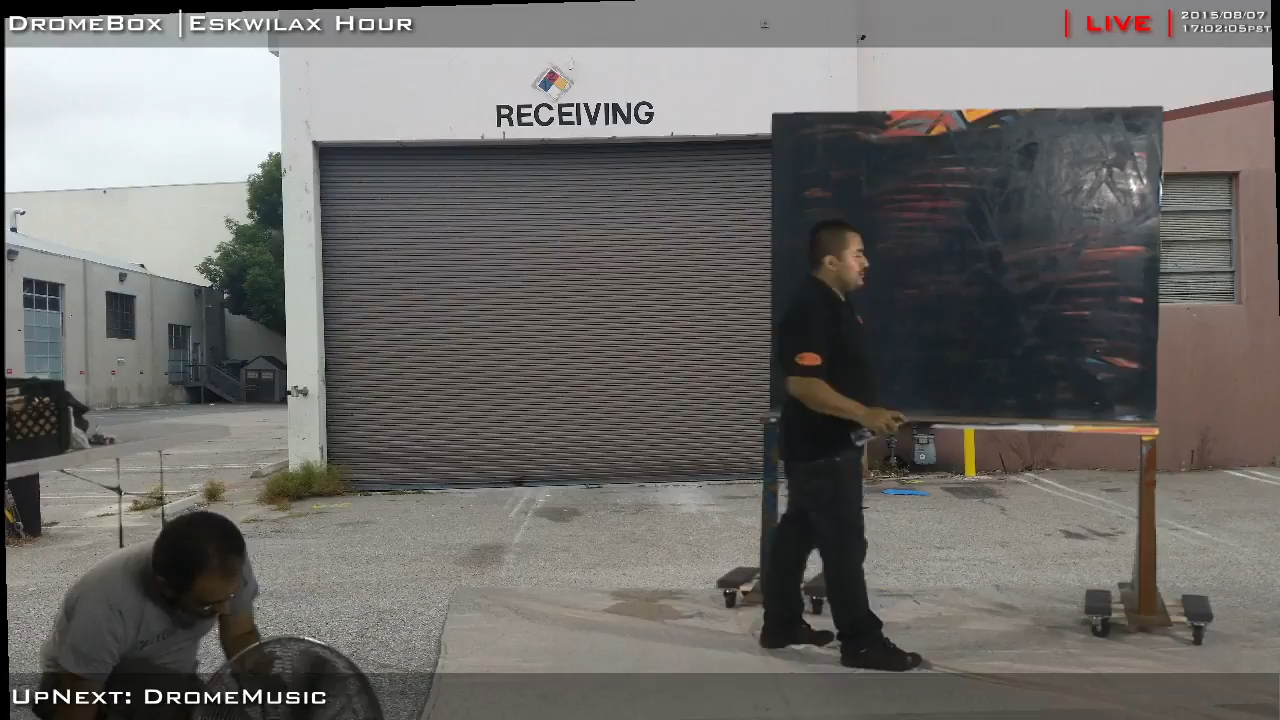 DromeBox | Eskwilax Hour
| LIVE |
2015/08/07
17:02:05PST
RECEIVING
UpNext: DromeMusic